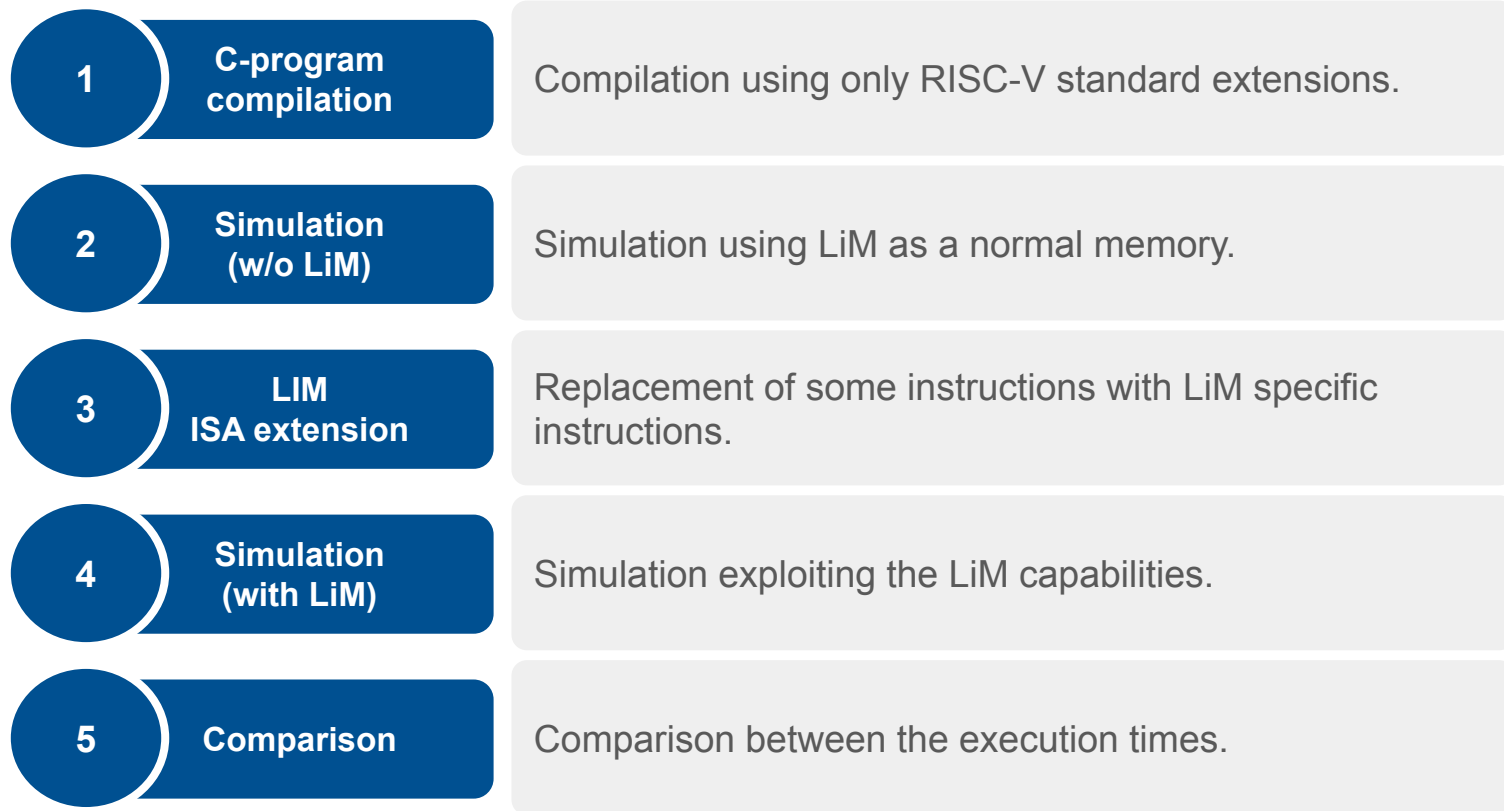 1
C-program
compilation
Compilation using only RISC-V standard extensions.
2
Simulation
(w/o LiM)
Simulation using LiM as a normal memory.
3
LIM
ISA extension
Replacement of some instructions with LiM specific
instructions.
4
Simulation
(with LiM)
Simulation exploiting the LiM capabilities.
5
Comparison
Comparison between the execution times.